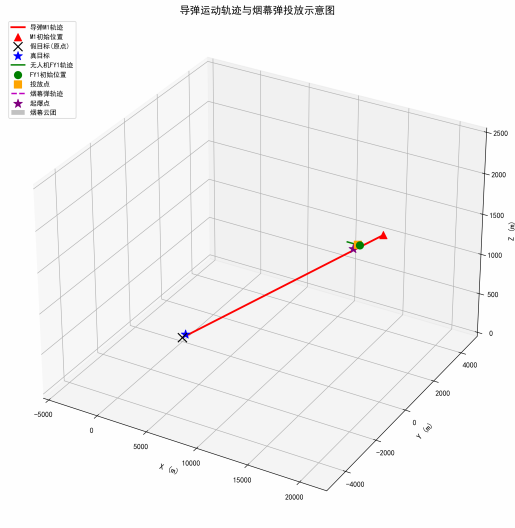 导弹运动轨迹与烟幕弹投放示意图
导弹M1轨迹
M1初始位置
假目标(原点)
真目标
无人机FY1轨迹
FY1初始位置
投放点
烟幕弹轨迹
起爆点
烟幕云团
2500
2000
1500
1000
500
0
Z (m)
4000
2000
0
−2000
−4000
Y (m)
−5000
0
5000
10000
15000
20000
X (m)